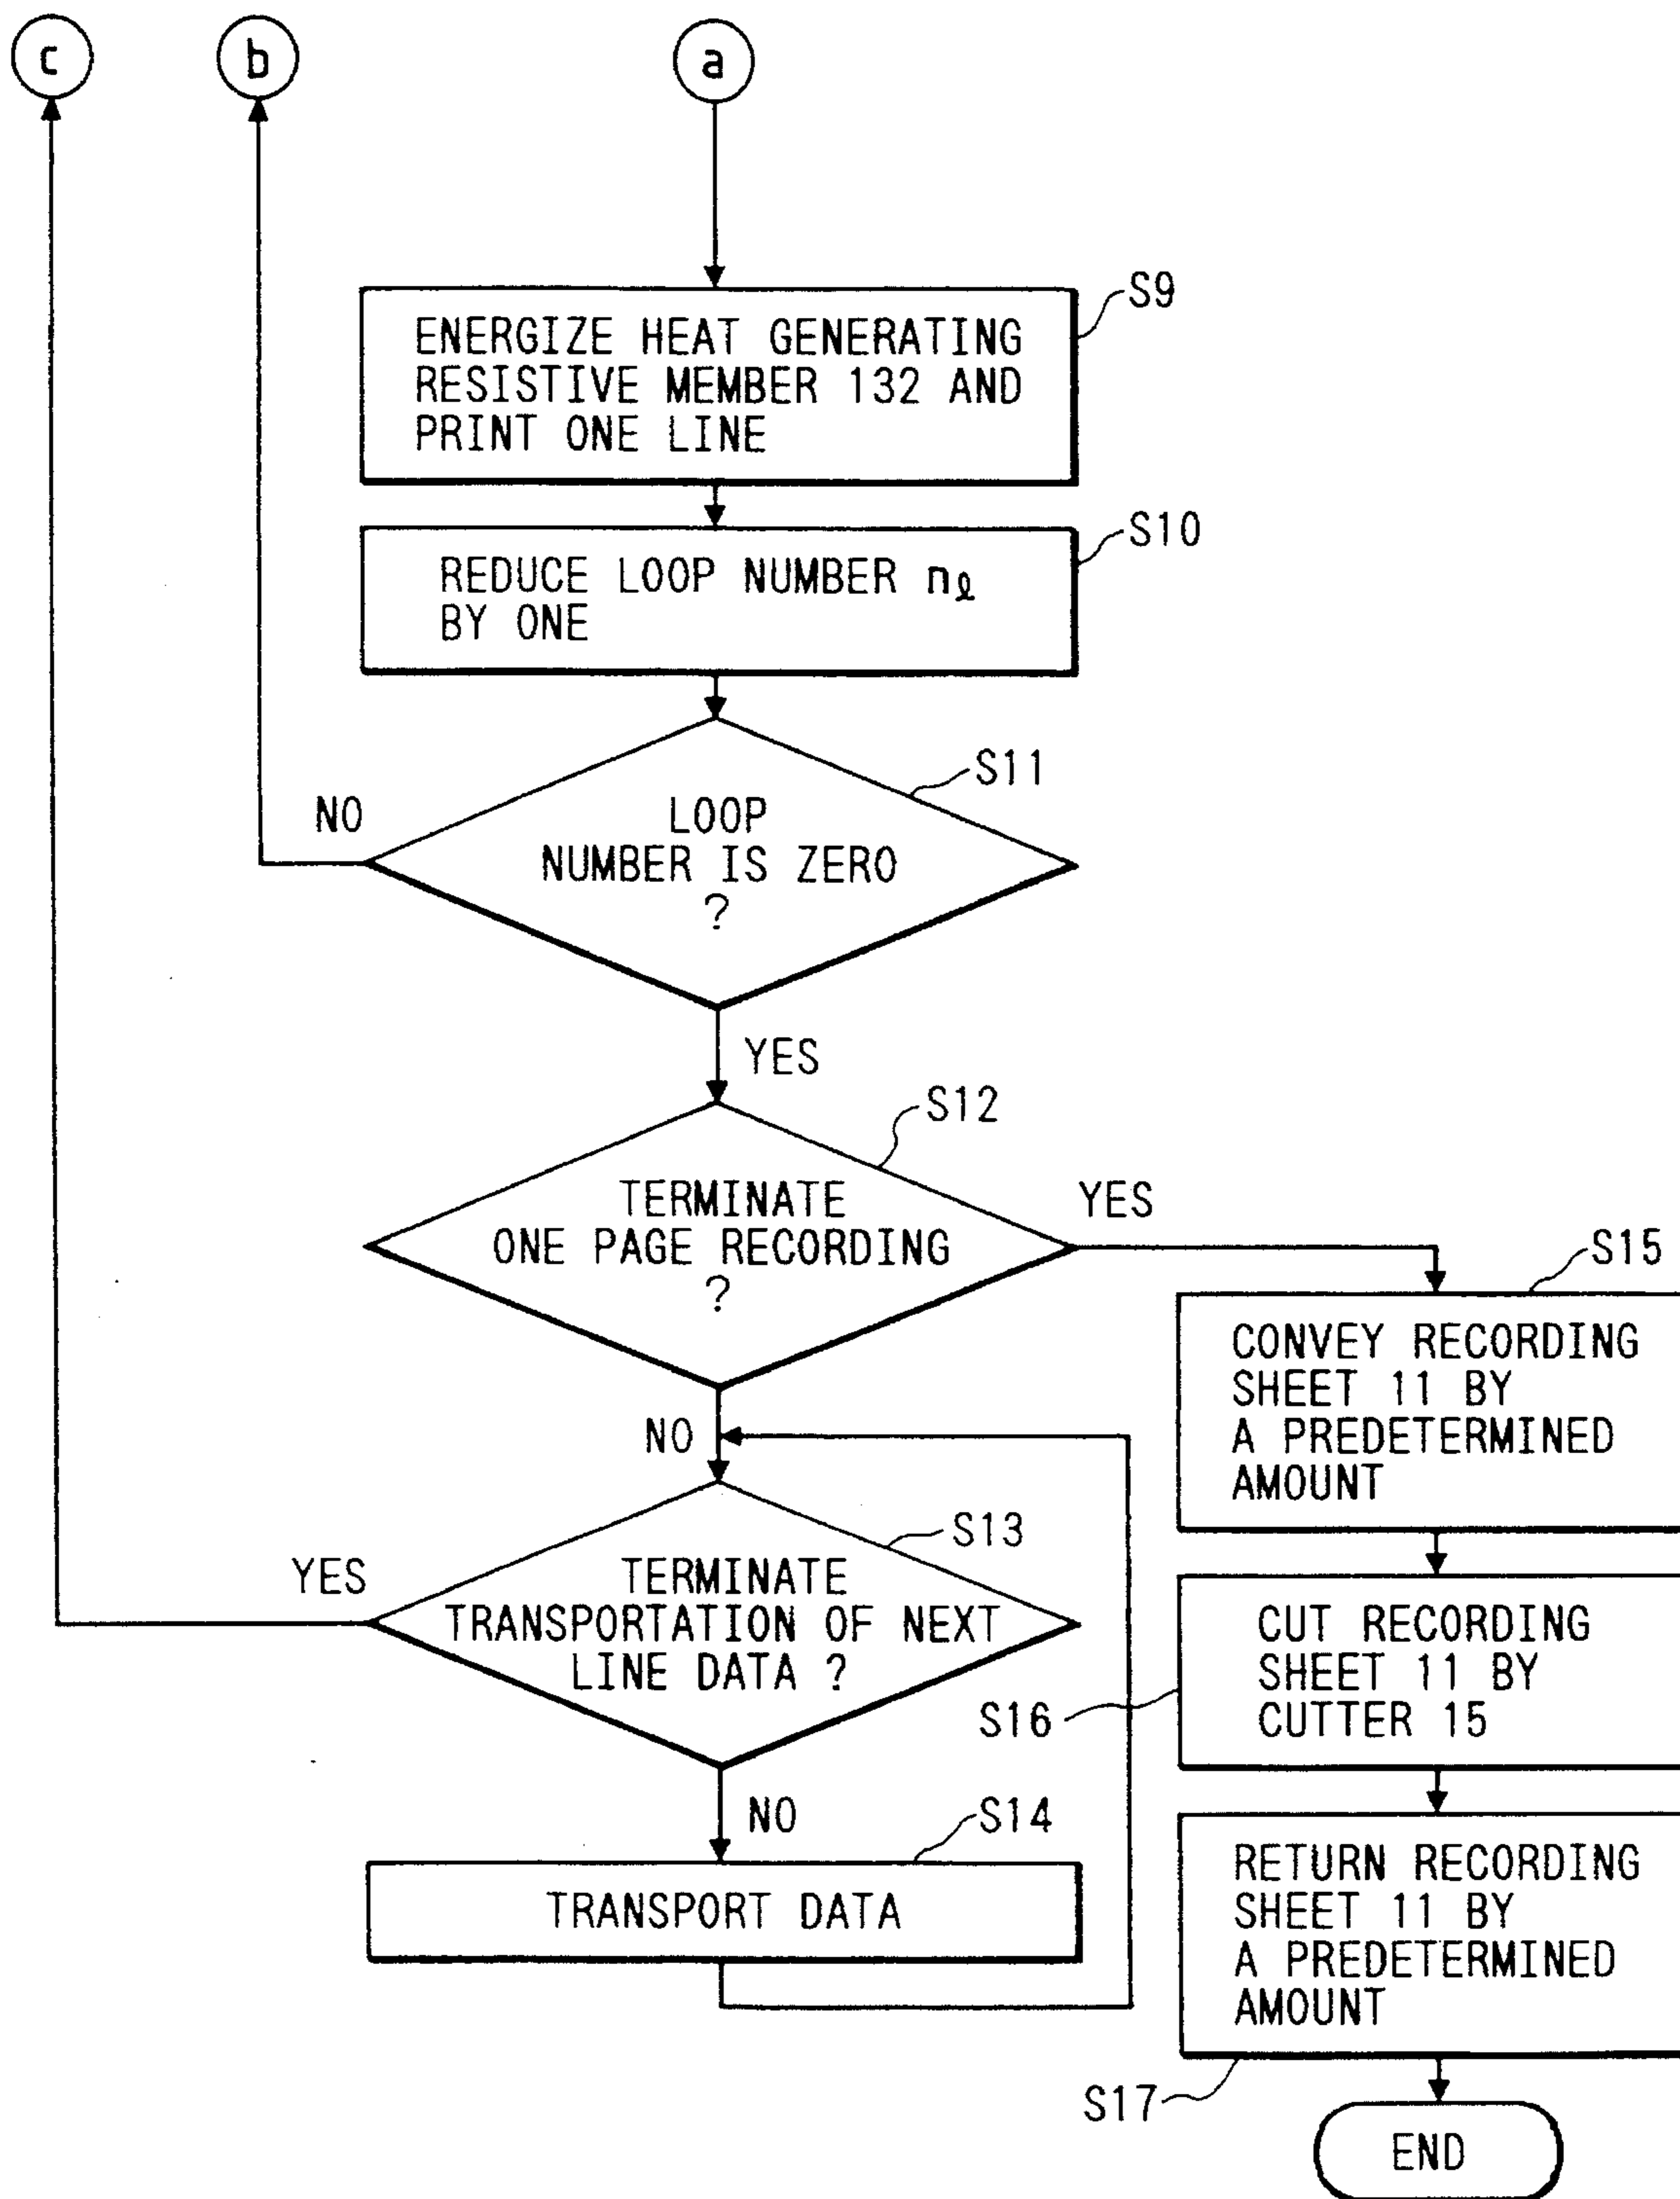 c
b
a
S9
ENERGIZE HEAT GENERATING
RESISTIVE MEMBER 132 AND
PRINT ONE LINE
S10
REDUCE LOOP NUMBER nℓ
BY ONE
S11
NO
LOOP
NUMBER IS ZERO
?
YES
S12
TERMINATE
ONE PAGE RECORDING
?
YES
S15
CONVEY RECORDING
SHEET 11 BY
A PREDETERMINED
AMOUNT
NO
S13
YES
TERMINATE
TRANSPORTATION OF NEXT
LINE DATA ?
S16
CUT RECORDING
SHEET 11 BY
CUTTER 15
NO
S14
TRANSPORT DATA
RETURN RECORDING
SHEET 11 BY
A PREDETERMINED
AMOUNT
S17
END